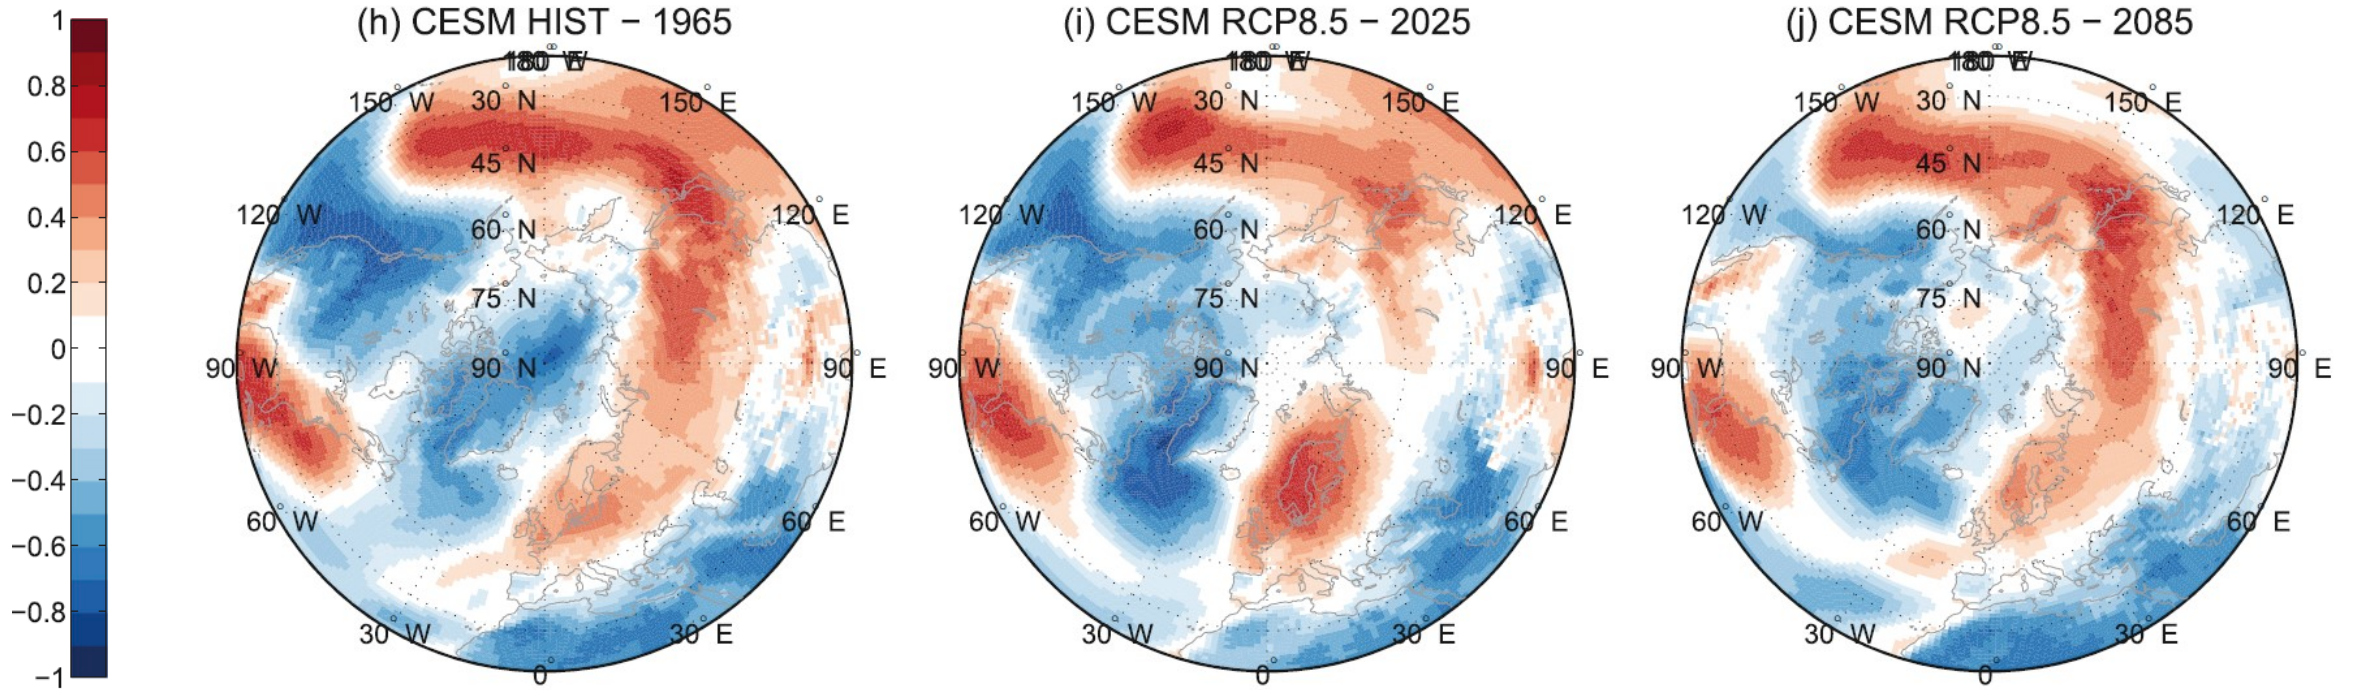 (h) CESM HIST − 1965
(i) CESM RCP8.5 − 2025
(j) CESM RCP8.5 − 2085
1
0.8
0.6
0.4
0.2
0
−0.2
−0.4
−0.6
−0.8
−1
150° W 30° N 150° E
45° N
120° W 60° N 120° E
75° N
90° W 90° N 90° E
60° W 60° E
30° W 30° E
0°
150° W 30° N 150° E
45° N
120° W 60° N 120° E
75° N
90° W 90° N 90° E
60° W 60° E
30° W 30° E
0°
150° W 30° N 150° E
45° N
120° W 60° N 120° E
75° N
90° W 90° N 90° E
60° W 60° E
30° W 30° E
0°